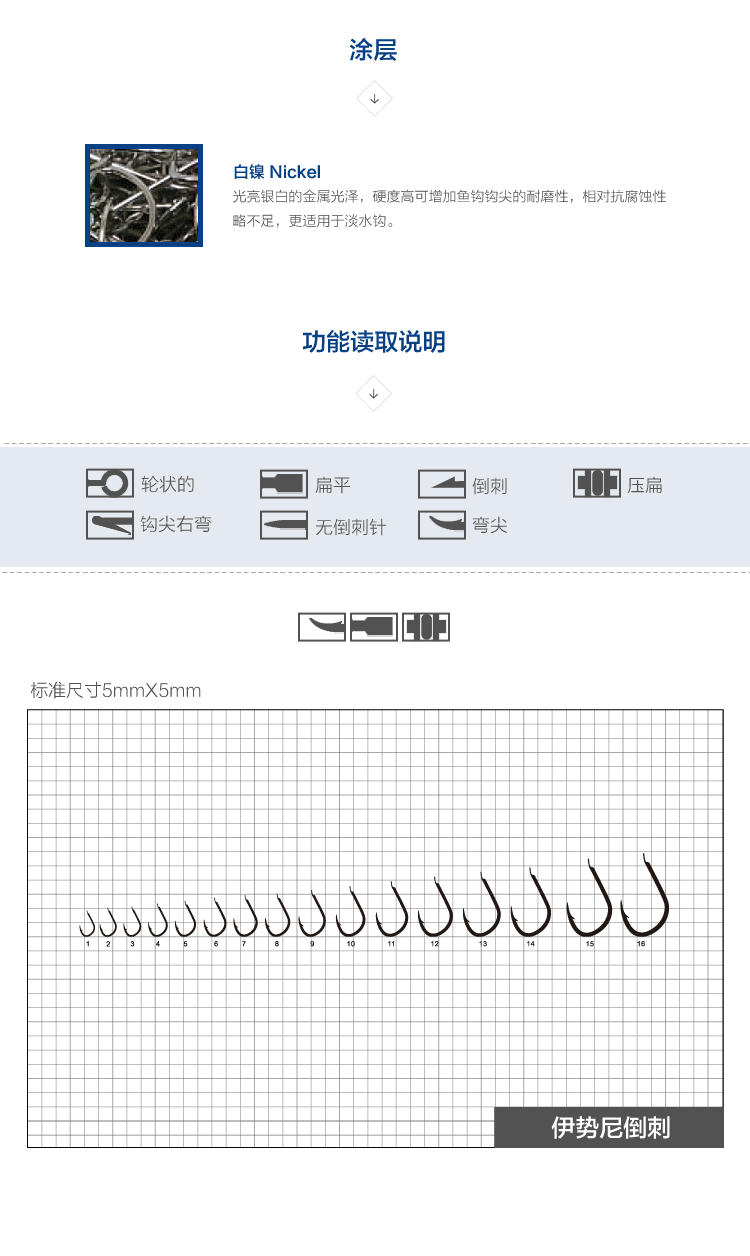 涂层
白镍 Nickel
光亮银白的金属光泽，硬度高可增加鱼钩钩尖的耐磨性，相对抗腐蚀性
略不足，更适用于淡水钩。
功能读取说明
轮状的 扁平 倒刺 压扁
钩尖右弯 无倒刺针 弯尖
标准尺寸5mmX5mm
1 2 3 4 5 6 7 8 9 10 11 12 13 14 15 16
伊势尼倒刺